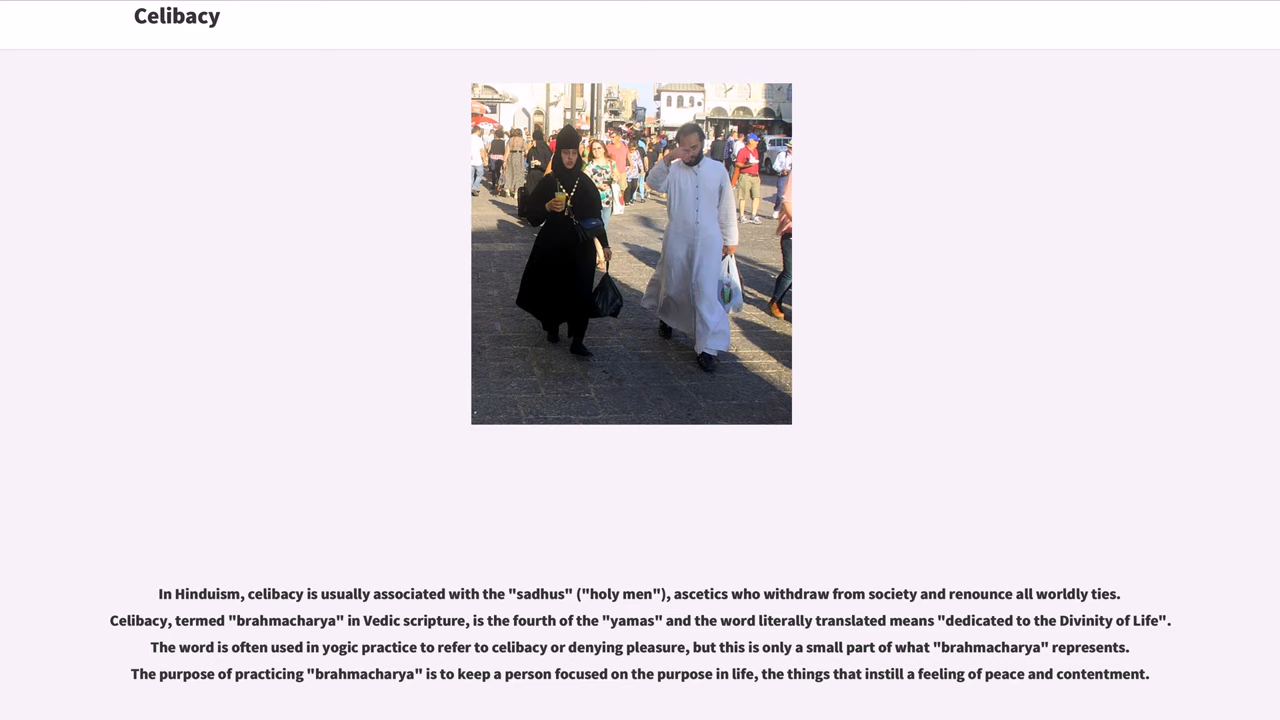 Celibacy
In Hinduism, celibacy is usually associated with the "sadhus" ("holy men"), ascetics who withdraw from society and renounce all worldly ties.
Celibacy, termed "brahmacharya" in Vedic scripture, is the fourth of the "yamas" and the word literally translated means "dedicated to the Divinity of Life".
The word is often used in yogic practice to refer to celibacy or denying pleasure, but this is only a small part of what "brahmacharya" represents.
The purpose of practicing "brahmacharya" is to keep a person focused on the purpose in life, the things that instill a feeling of peace and contentment.